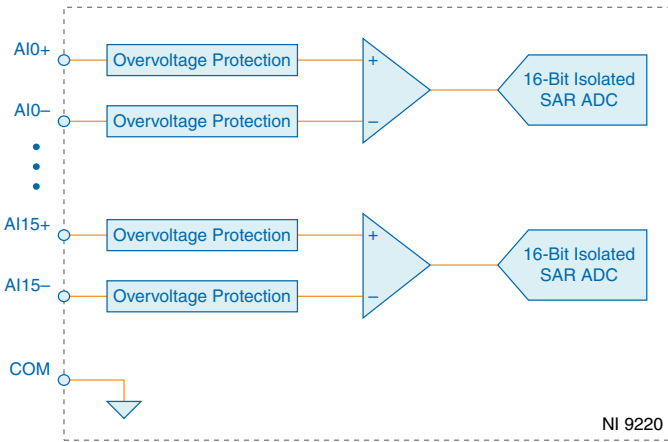 AI0+
Overvoltage Protection
+
16-Bit Isolated
SAR ADC
AI0–
Overvoltage Protection
–
AI15+
Overvoltage Protection
+
16-Bit Isolated
SAR ADC
AI15–
Overvoltage Protection
–
COM
NI 9220